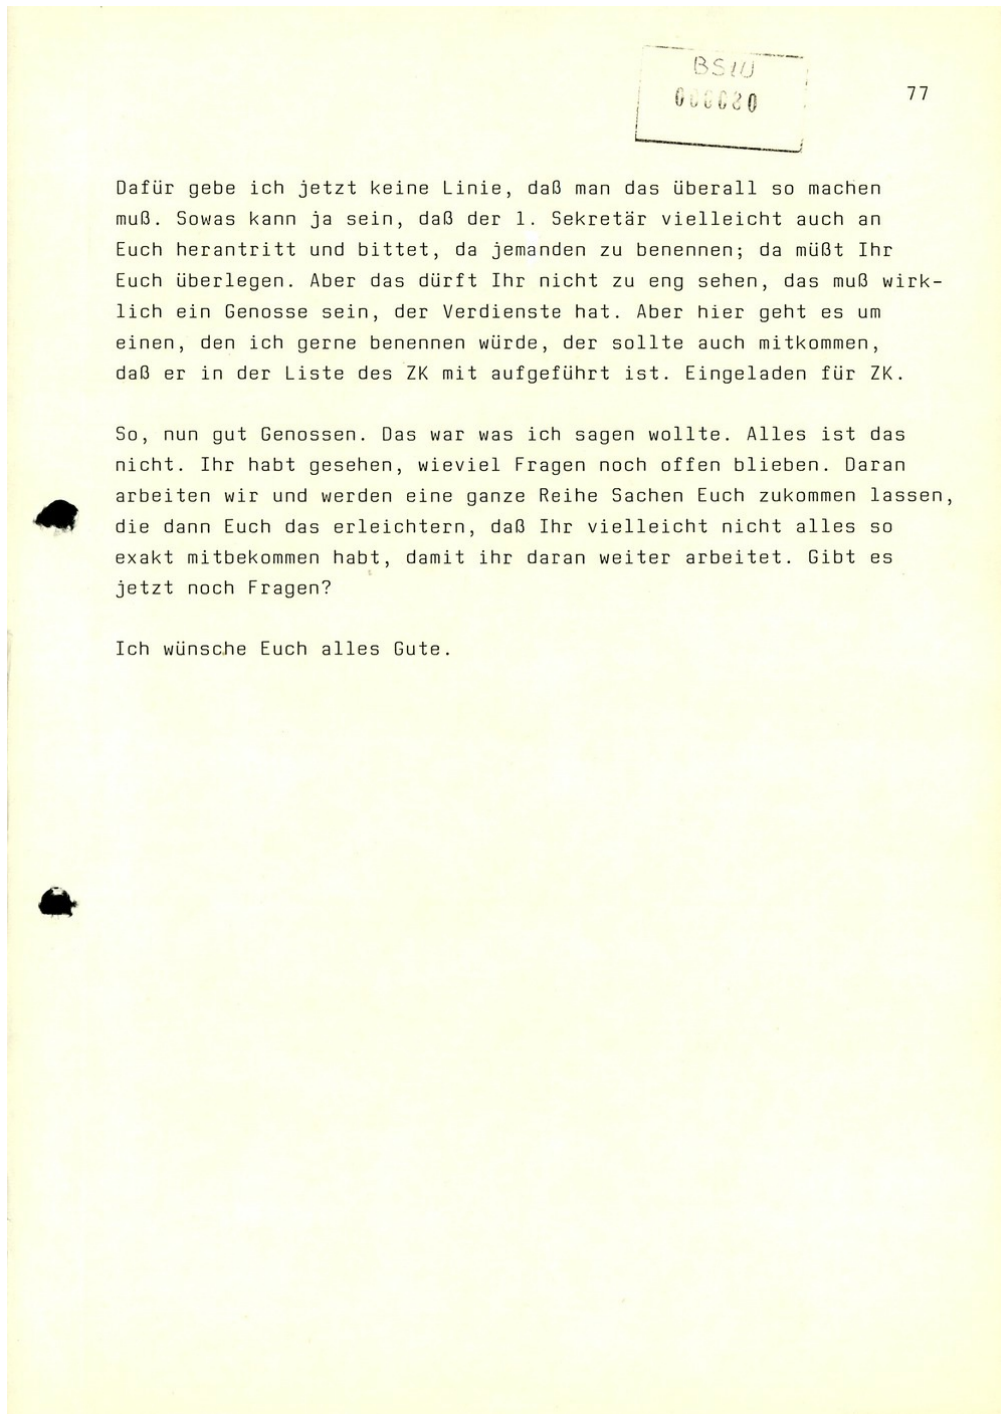 BStU
77
Dafür gebe ich jetzt keine Linie, daß man das überall so machen
muß. Sowas kann ja sein, daß der 1. Sekretär vielleicht auch an
Euch herantritt und bittet, da jemanden zu benennen; da müßt Ihr
Euch überlegen. Aber das dürft Ihr nicht zu eng sehen, das muß wirk-
lich ein Genosse sein, der Verdienste hat. Aber hier geht es um
einen, den ich gerne benennen würde, der sollte auch mitkommen,
daß er in der Liste des ZK mit aufgeführt ist. Eingeladen für ZK.
So, nun gut Genossen. Das war was ich sagen wollte. Alles ist das
nicht. Ihr habt gesehen, wieviel Fragen noch offen blieben. Daran
arbeiten wir und werden eine ganze Reihe Sachen Euch zukommen lassen,
die dann Euch das erleichtern, daß Ihr vielleicht nicht alles so
exakt mitbekommen habt, damit ihr daran weiter arbeitet. Gibt es
jetzt noch Fragen?
Ich wünsche Euch alles Gute.